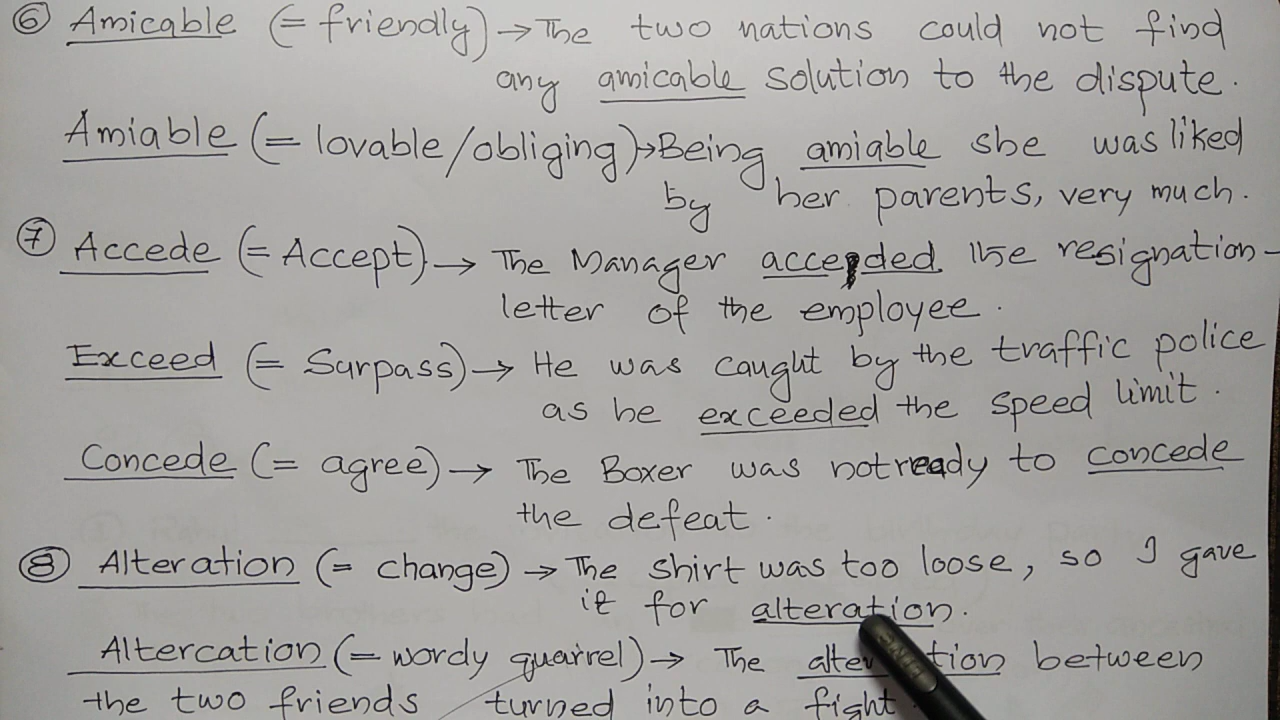 ⑥ Amicable (= friendly) → The two nations could not find
any amicable solution to the dispute.
Amiable (= lovable/obliging) → Being amiable she was liked
by her parents, very much.
⑦ Accede (= Accept) → The Manager acceded the resignation-
letter of the employee.
Exceed (= Surpass) → He was caught by the traffic police
as he exceeded the speed limit.
Concede (= agree) → The Boxer was not ready to concede
the defeat.
⑧ Alteration (= change) → The shirt was too loose, so I gave
it for alteration.
Altercation (= wordy quarrel) → The between
the two friends turned into a fight.